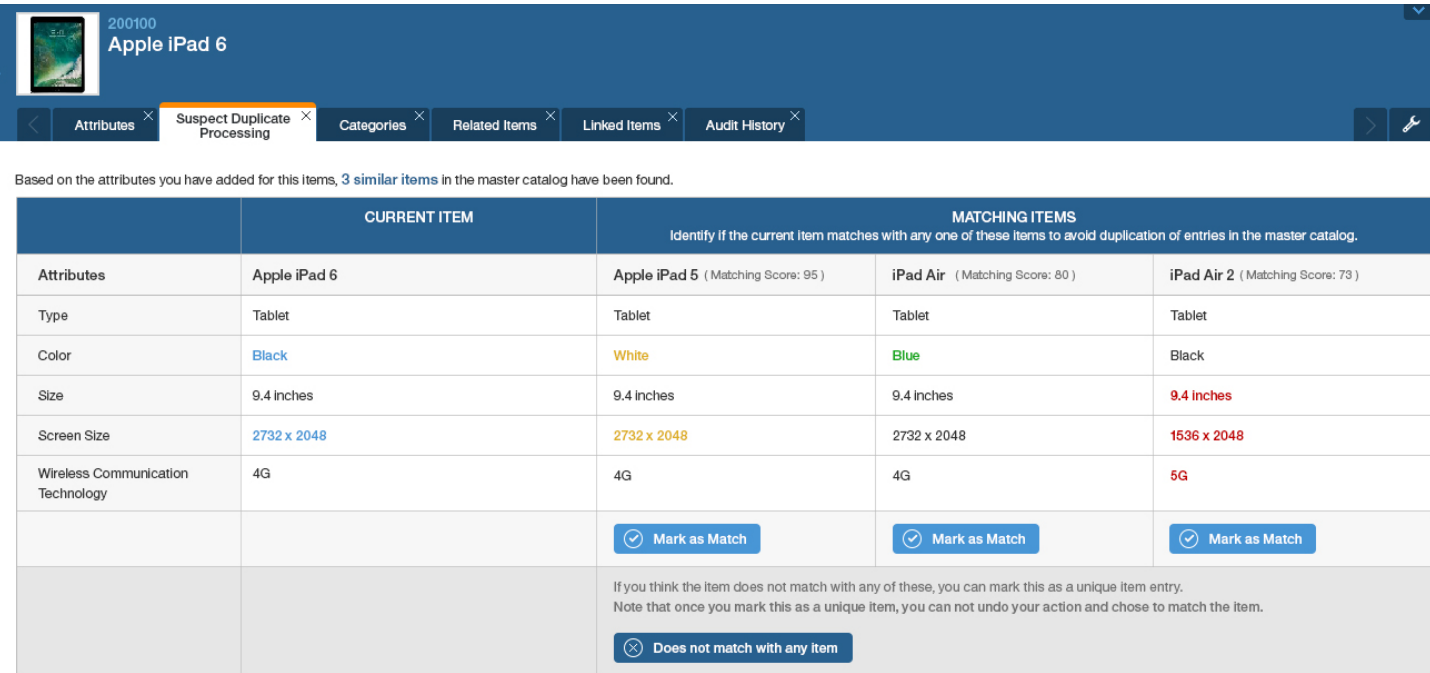 200100
Apple iPad 6
Attributes
Suspect Duplicate
Processing
Categories
Related Items
Linked Items
Audit History
Based on the attributes you have added for this items, 3 similar items in the master catalog have been found.
CURRENT ITEM
MATCHING ITEMS
Identify if the current item matches with any one of these items to avoid duplication of entries in the master catalog.
Attributes Apple iPad 6 Apple iPad 5 (Matching Score: 95) iPad Air (Matching Score: 80) iPad Air 2 (Matching Score: 73)
Type Tablet Tablet Tablet Tablet
Color Black White Blue Black
Size 9.4 inches 9.4 inches 9.4 inches 9.4 inches
Screen Size 2732 x 2048 2732 x 2048 2732 x 2048 1536 x 2048
Wireless Communication
Technology
4G 4G 4G 5G
Mark as Match Mark as Match Mark as Match
If you think the item does not match with any of these, you can mark this as a unique item entry.
Note that once you mark this as a unique item, you can not undo your action and chose to match the item.
Does not match with any item